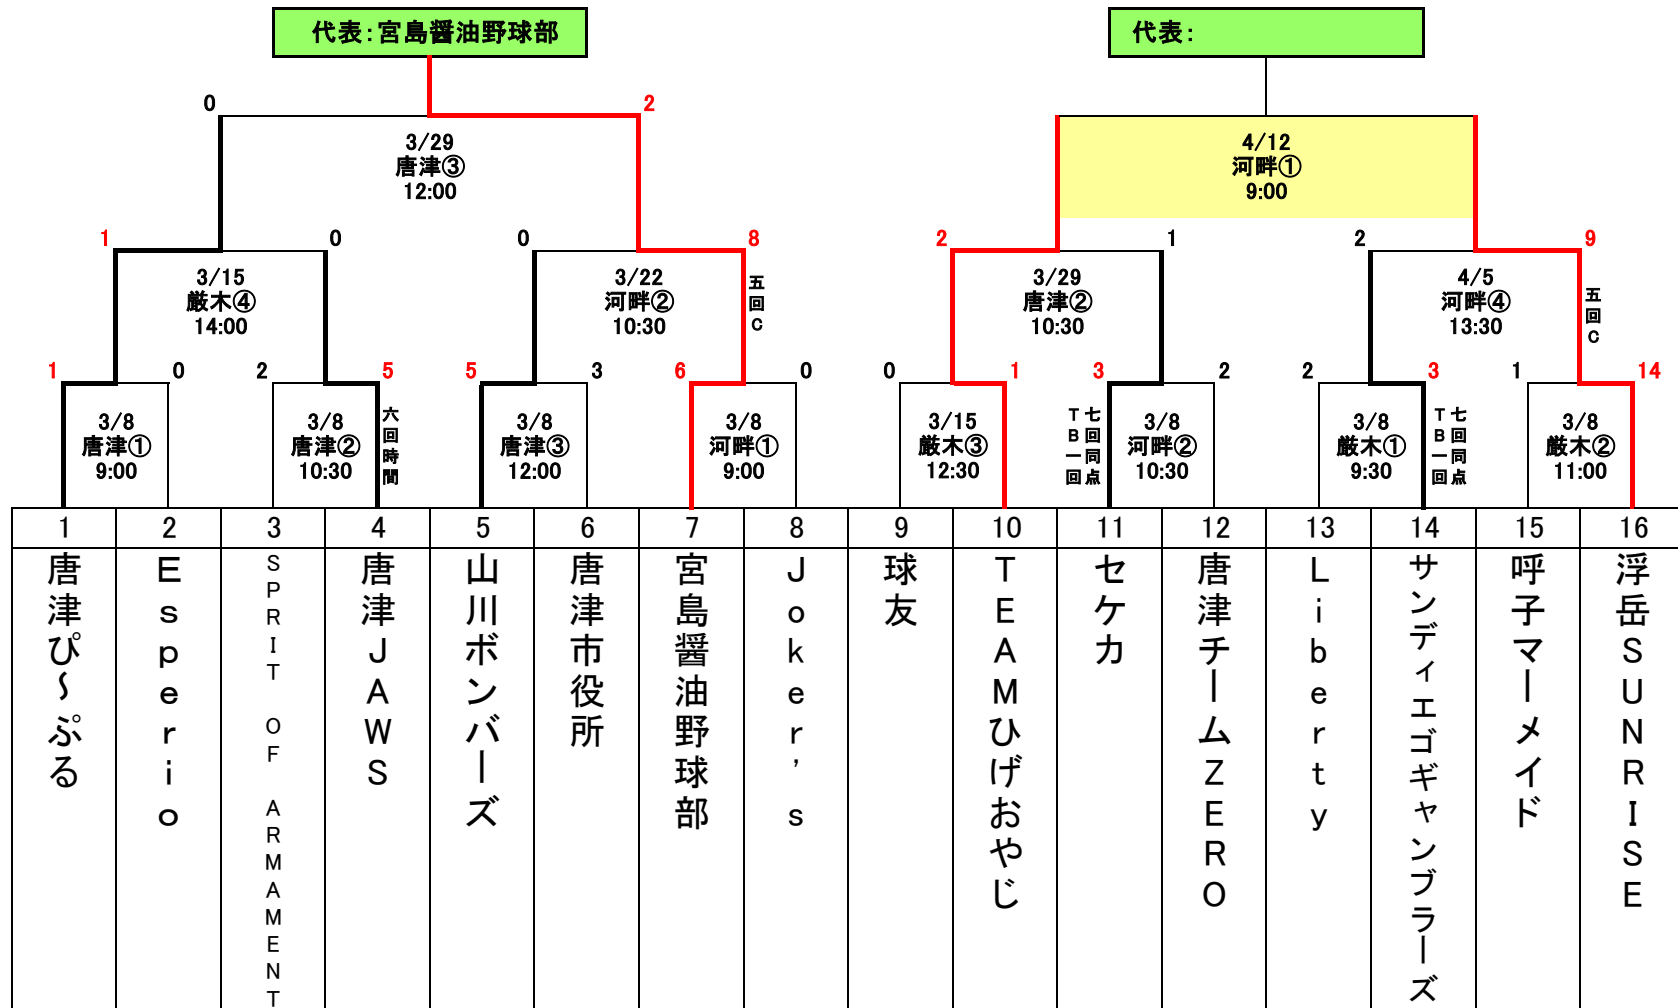 代表:宮島醤油野球部
代表:
0
2
3/29
唐津③
12:00
4/12
河畔①
9:00
1
0
0
8
2
1
2
9
3/15
厳木④
14:00
3/22
河畔②
10:30
五回C
3/29
唐津②
10:30
4/5
河畔④
13:30
五回C
1
0
2
5
5
3
6
0
0
1
3
2
2
3
1
14
3/8
唐津①
9:00
3/8
唐津②
10:30
六回時間
3/8
唐津③
12:00
3/8
河畔①
9:00
3/15
厳木③
12:30
七回同点
TB一回
3/8
河畔②
10:30
3/8
厳木①
9:30
七回同点
TB一回
3/8
厳木②
11:00
1
2
3
4
5
6
7
8
9
10
11
12
13
14
15
16
唐津ぴ～ぷる
Esperio
SPRIT OF ARMAMENT
唐津JAWS
山川ボンバーズ
唐津市役所
宮島醤油野球部
Joker's
球友
TEAMひげおやじ
セケカ
唐津チームZERO
Liberty
サンディエゴギャンブラーズ
呼子マーメイド
浮岳SUNRISE